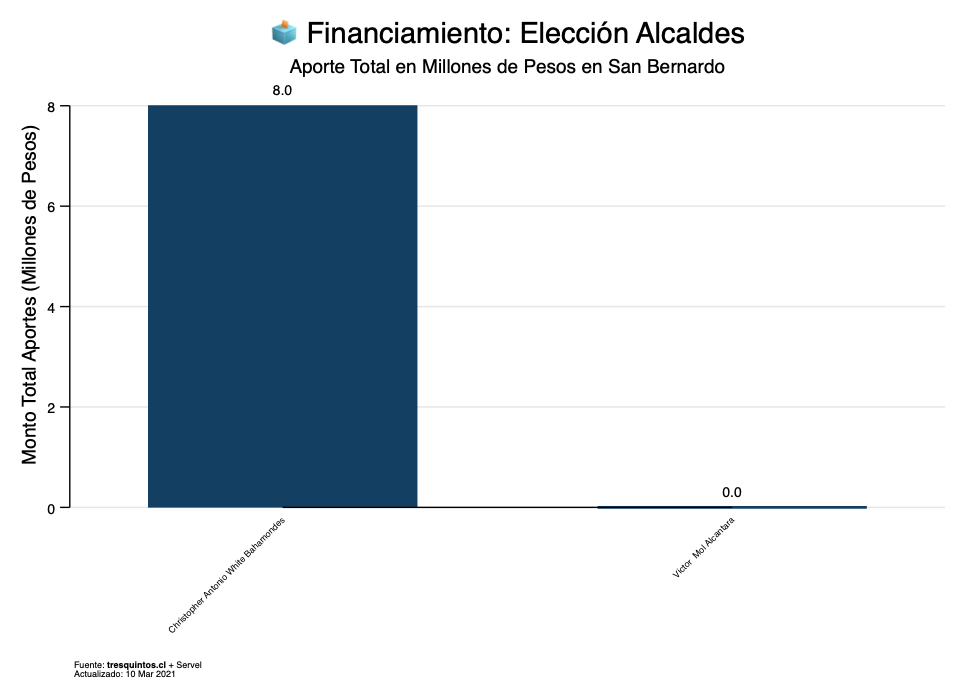 Financiamiento: Elección Alcaldes
Aporte Total en Millones de Pesos en San Bernardo
8.0
8
6
4
2
0
Monto Total Aportes (Millones de Pesos)
0.0
Christopher Antonio White Bahamondes
Victor Mol Alcantara
Fuente: tresquintos.cl + Servel
Actualizado: 10 Mar 2021